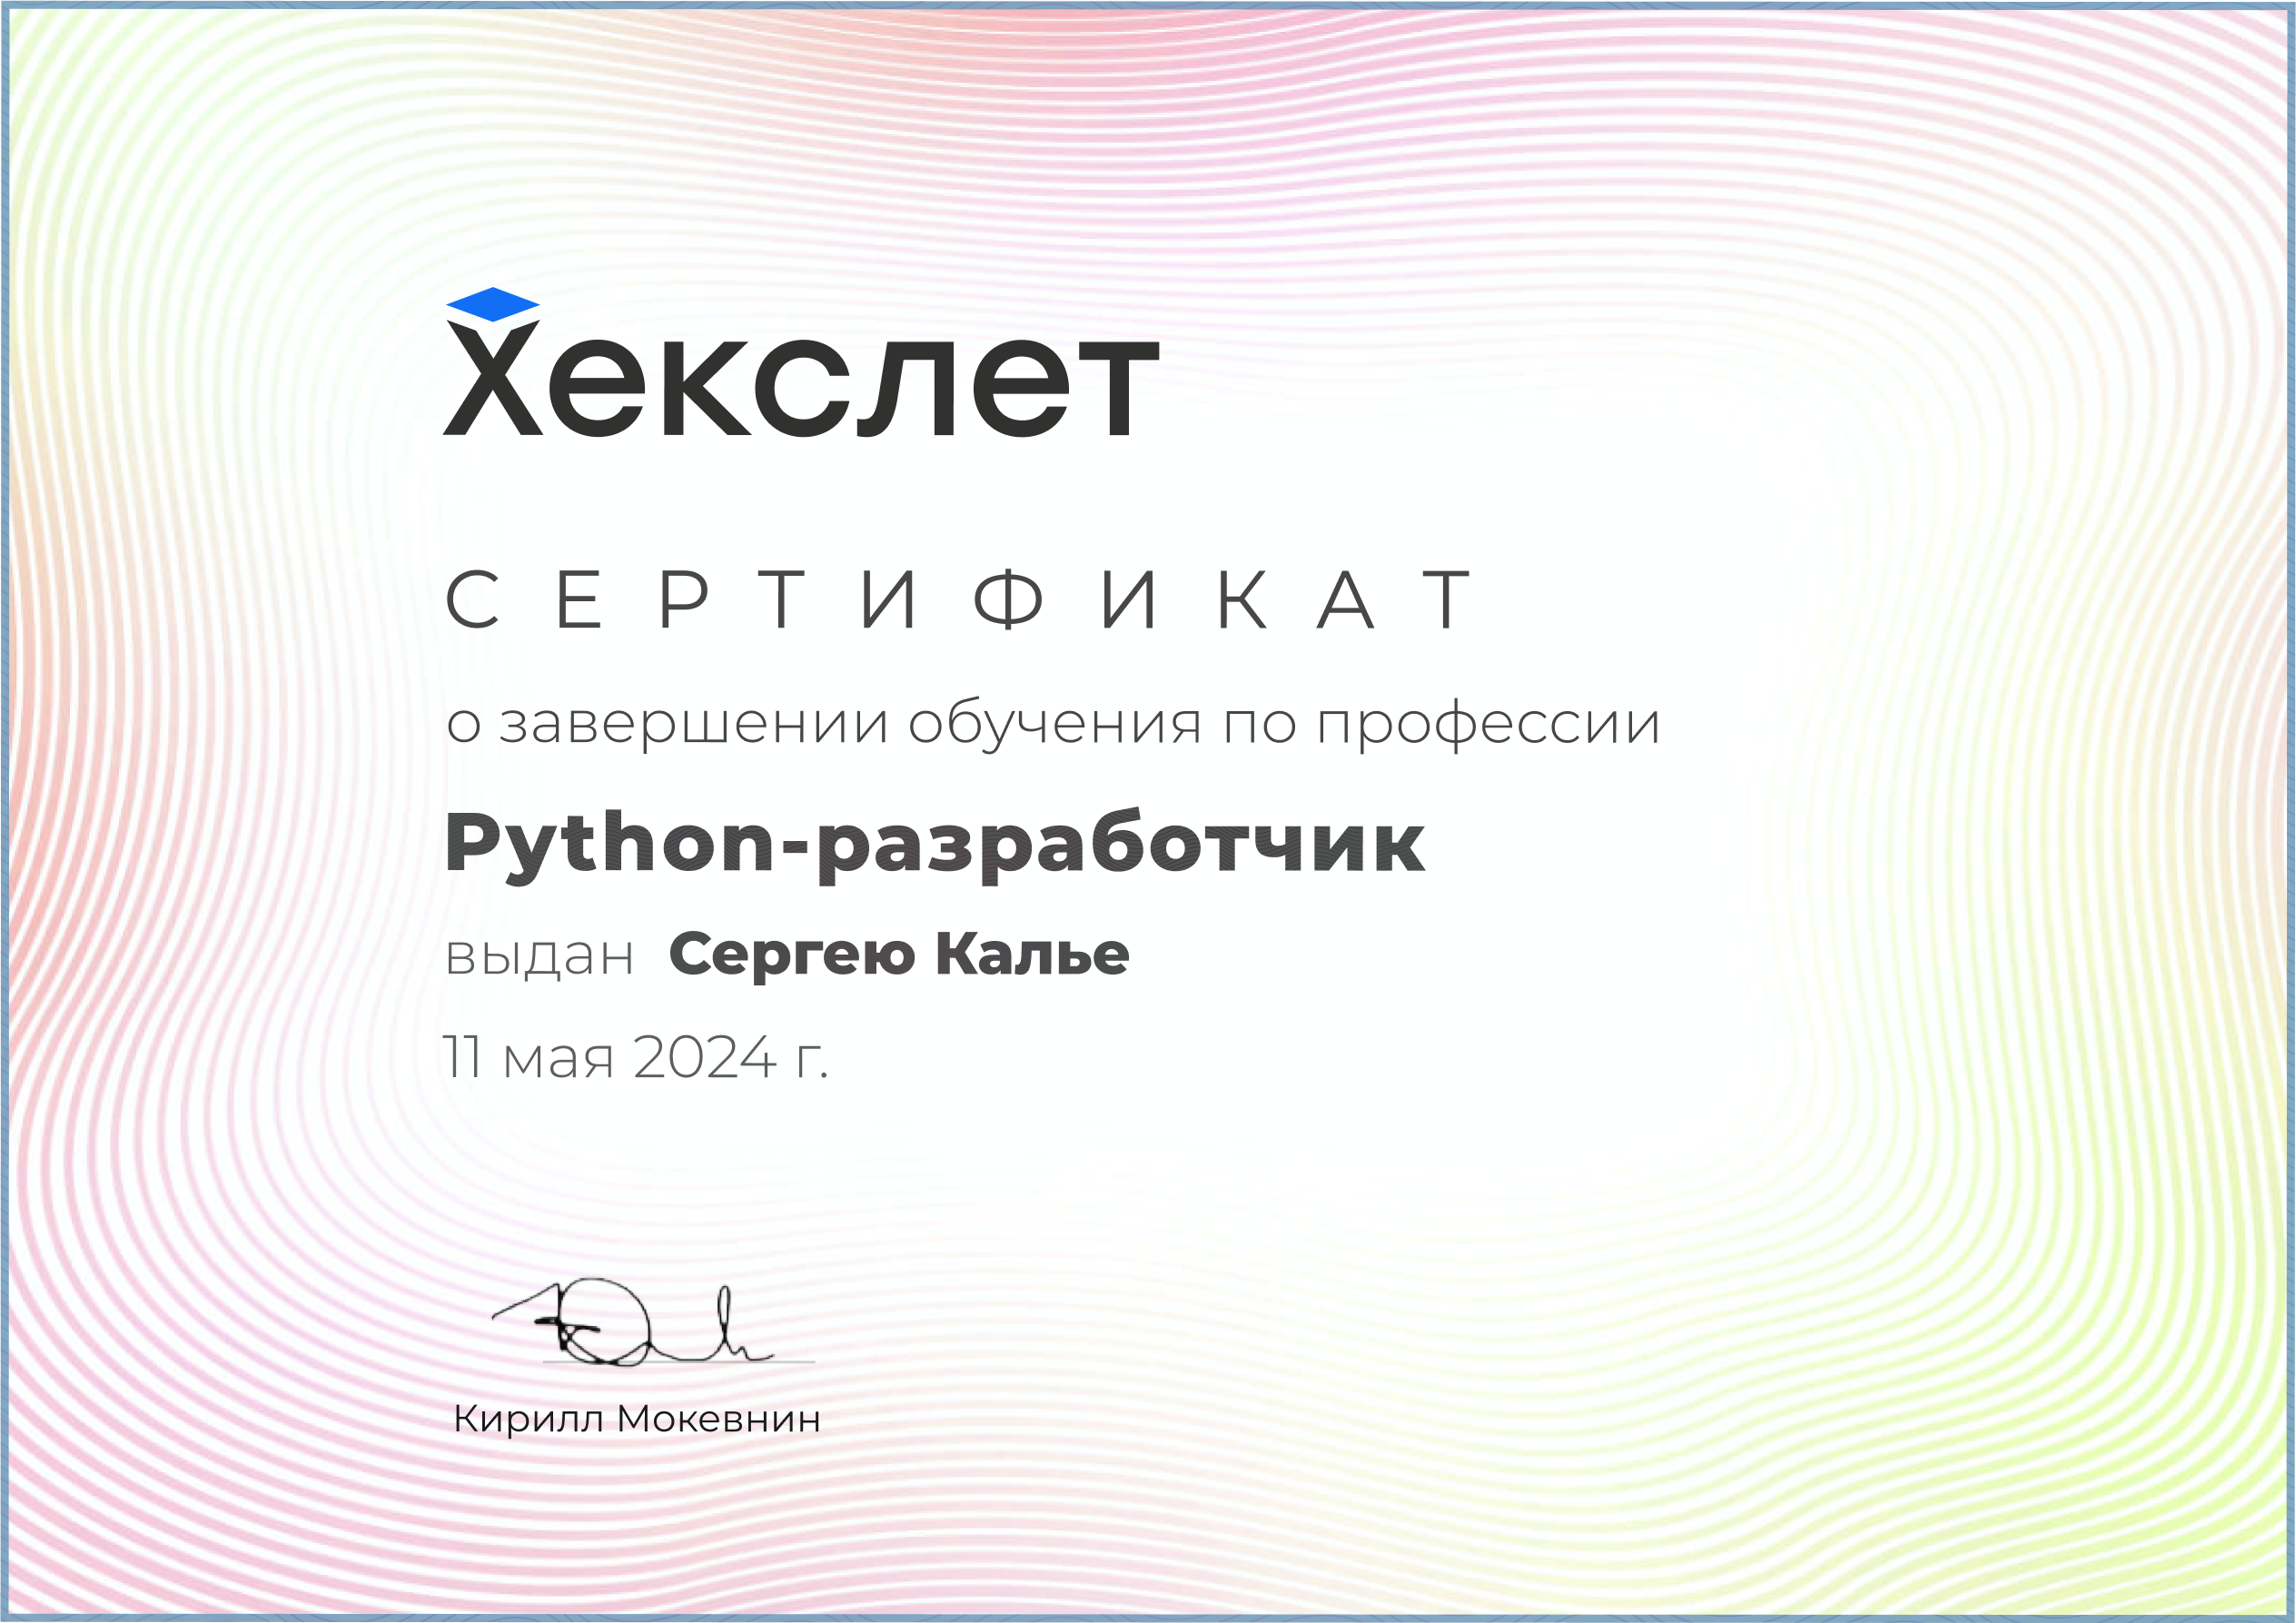 Хекслет
СЕРТИФИКАТ
о завершении обучения по профессии
Python-разработчик
выдан Сергею Калье
11 мая 2024 г.
Кирилл Мокевнин